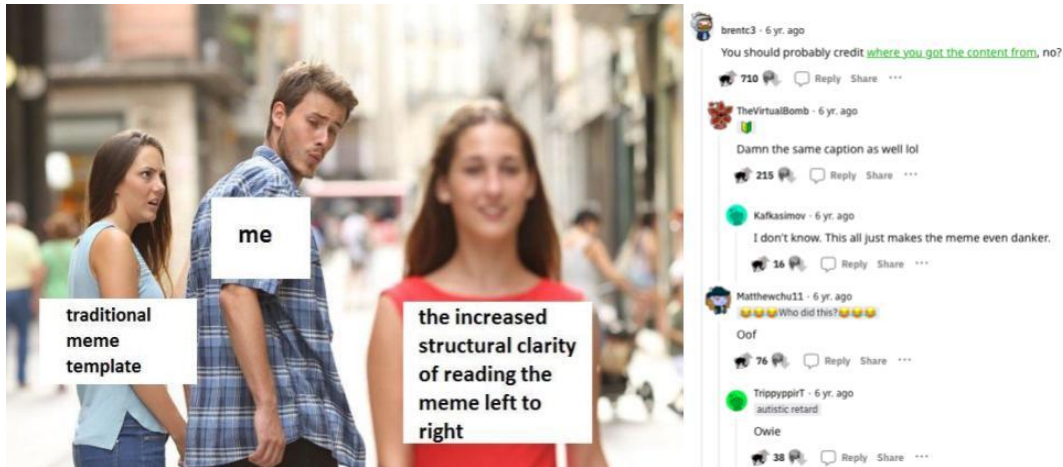 traditional
meme
template
me
the increased
structural clarity
of reading the
meme left to
right
brentc3 · 6 yr. ago
You should probably credit where you got the content from, no?
710 Reply Share ···
TheVirtualBomb · 6 yr. ago
🔰
Damn the same caption as well lol
215 Reply Share ···
Kafkasimov · 6 yr. ago
I don't know. This all just makes the meme even danker.
16 Reply Share ···
Matthewchu11 · 6 yr. ago
😂😂😂Who did this?😂😂😂
Oof
76 Reply Share ···
TrippyppirT · 6 yr. ago
autistic retard
Owie
38 Reply Share ···